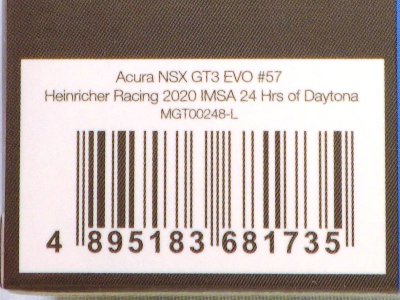 Acura NSX GT3 EVO #57
Heinricher Racing 2020 IMSA 24 Hrs of Daytona
MGT00248-L
4 895183 681735